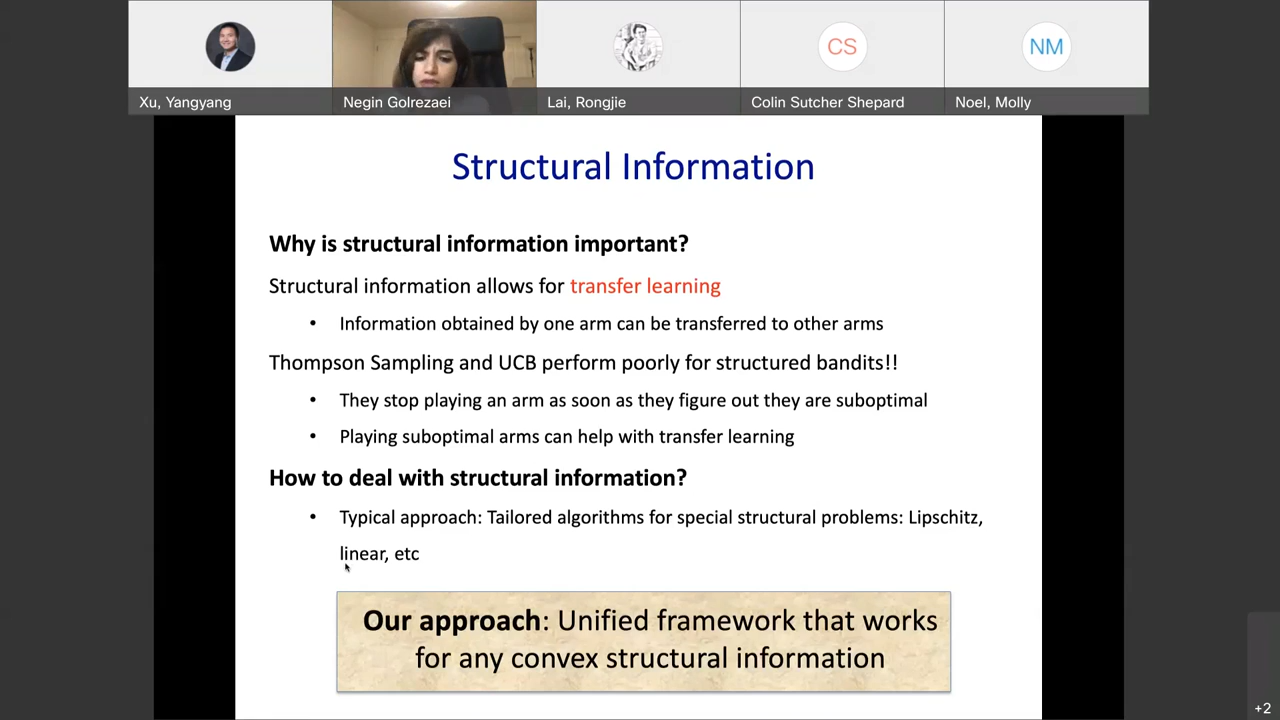 CS
NM
Xu, Yangyang
Negin Golrezaei
Lai, Rongjie
Colin Sutcher Shepard
Noel, Molly
Structural Information
Why is structural information important?
Structural information allows for transfer learning
• Information obtained by one arm can be transferred to other arms
Thompson Sampling and UCB perform poorly for structured bandits!!
• They stop playing an arm as soon as they figure out they are suboptimal
• Playing suboptimal arms can help with transfer learning
How to deal with structural information?
• Typical approach: Tailored algorithms for special structural problems: Lipschitz,
linear, etc
Our approach: Unified framework that works
for any convex structural information
+2